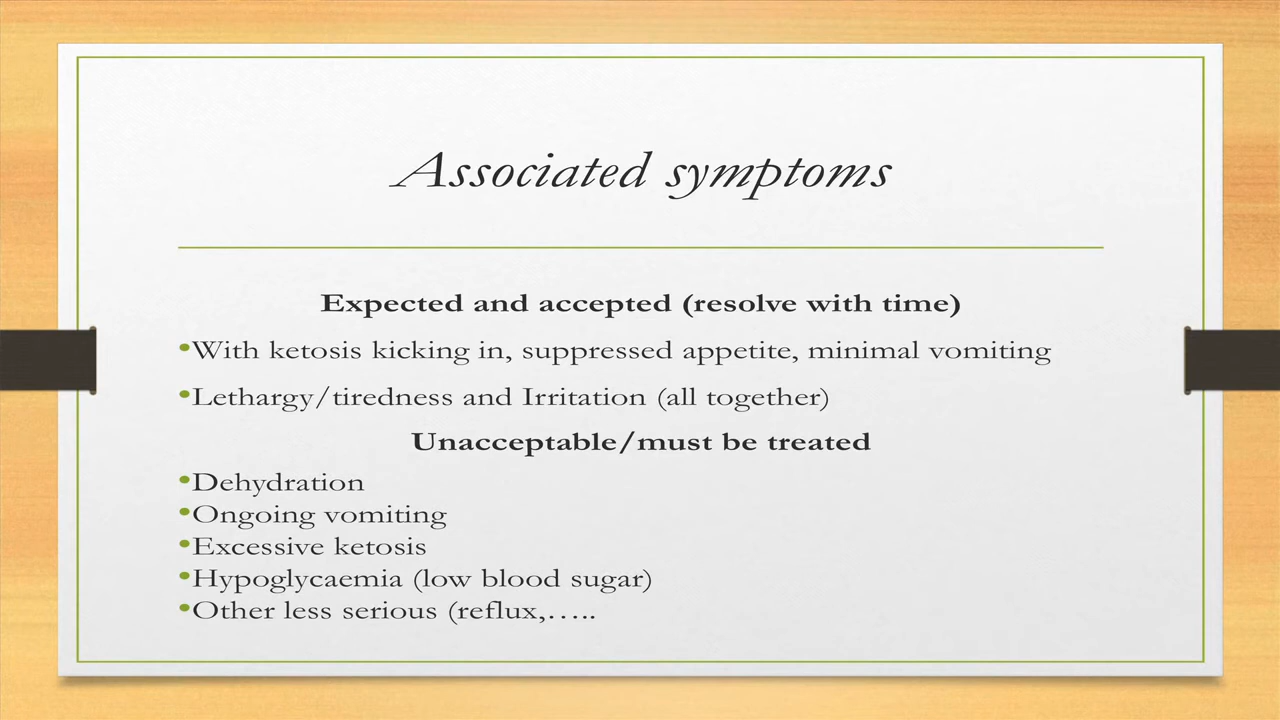 Associated symptoms
Expected and accepted (resolve with time)
•With ketosis kicking in, suppressed appetite, minimal vomiting
•Lethargy/tiredness and Irritation (all together)
Unacceptable/must be treated
•Dehydration
•Ongoing vomiting
•Excessive ketosis
•Hypoglycaemia (low blood sugar)
•Other less serious (reflux,…..